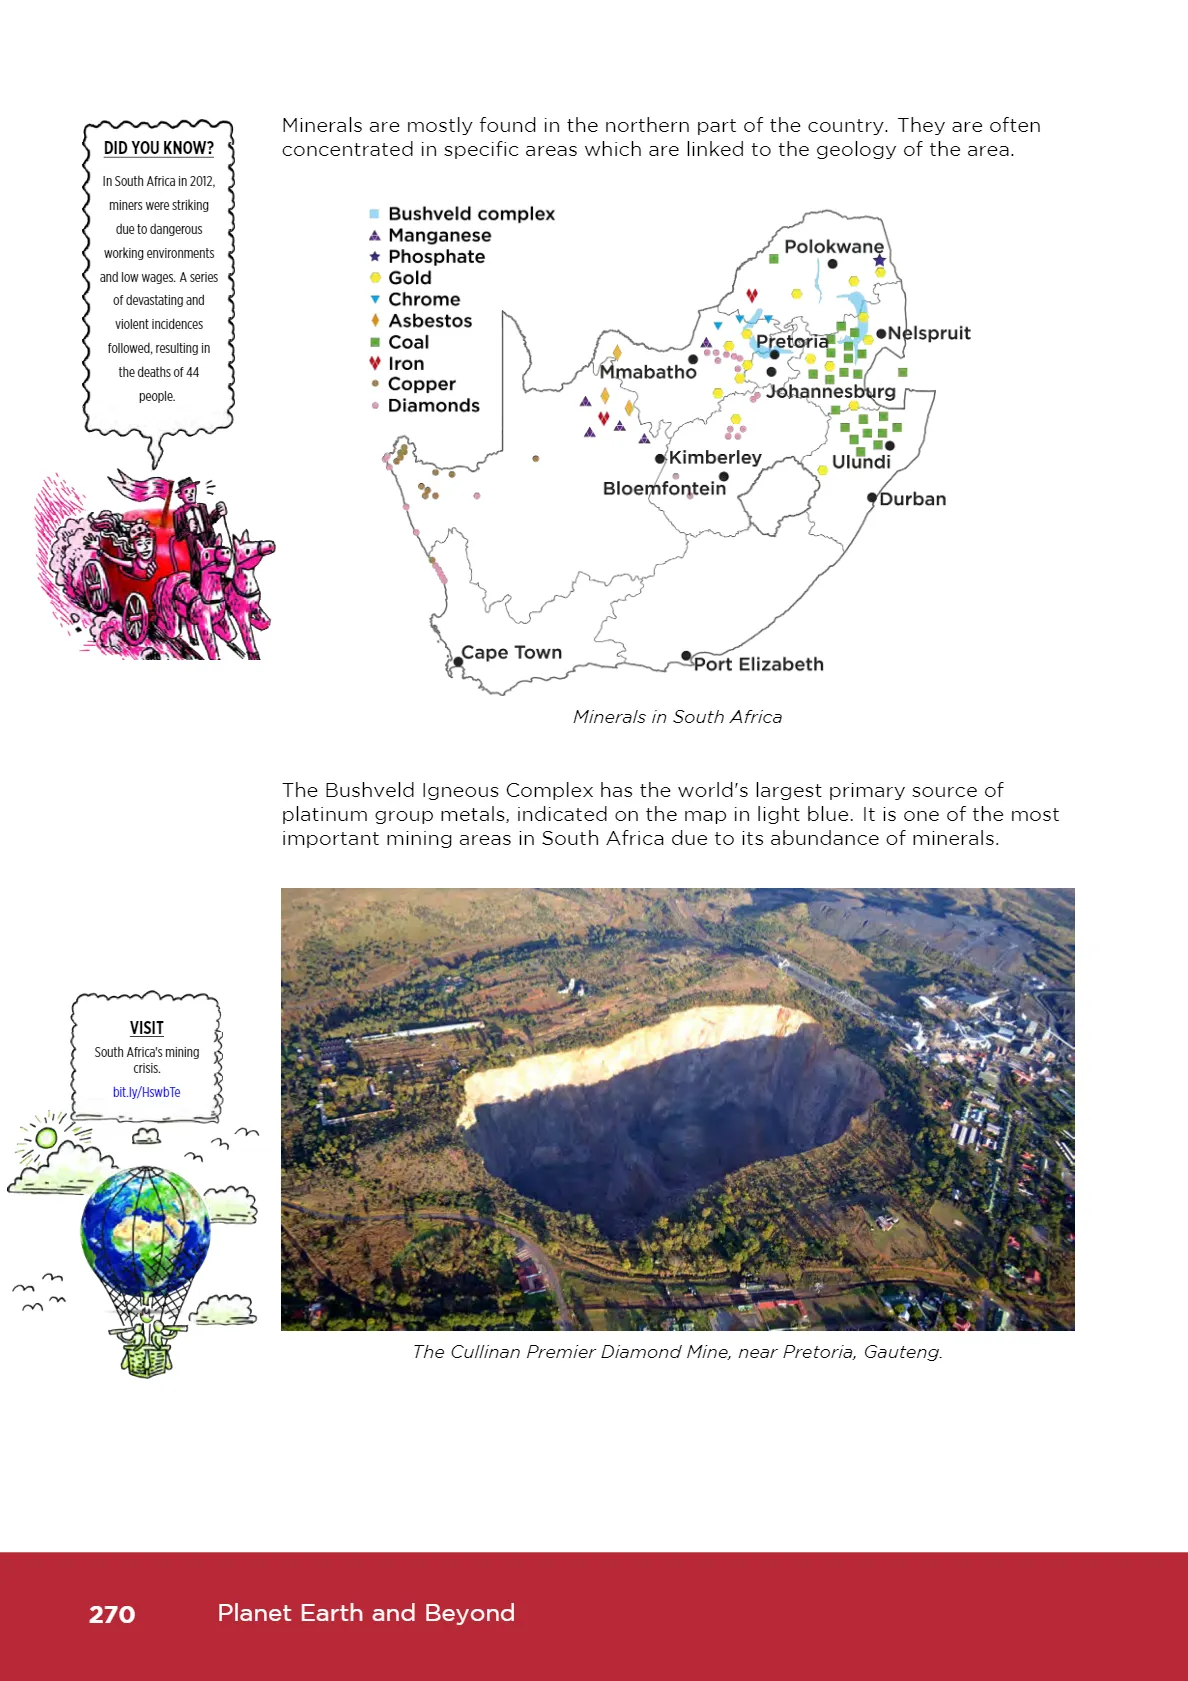 Minerals are mostly found in the northern part of the country. They are often
concentrated in specific areas which are linked to the geology of the area.
DID YOU KNOW?
In South Africa in 2012,
miners were striking
due to dangerous
working environments
and low wages. A series
of devastating and
violent incidences
followed, resulting in
the deaths of 44
people.
Bushveld complex
Manganese
Phosphate
Gold
Chrome
Asbestos
Coal
Iron
Copper
Diamonds
Polokwane
Nelspruit
Pretoria
Mmabatho
Johannesburg
Kimberley
Ulundi
Bloemfontein
Durban
Cape Town
Port Elizabeth
Minerals in South Africa
The Bushveld Igneous Complex has the world's largest primary source of
platinum group metals, indicated on the map in light blue. It is one of the most
important mining areas in South Africa due to its abundance of minerals.
VISIT
South Africa's mining
crisis.
bit.ly/HswbTe
The Cullinan Premier Diamond Mine, near Pretoria, Gauteng.
270 Planet Earth and Beyond